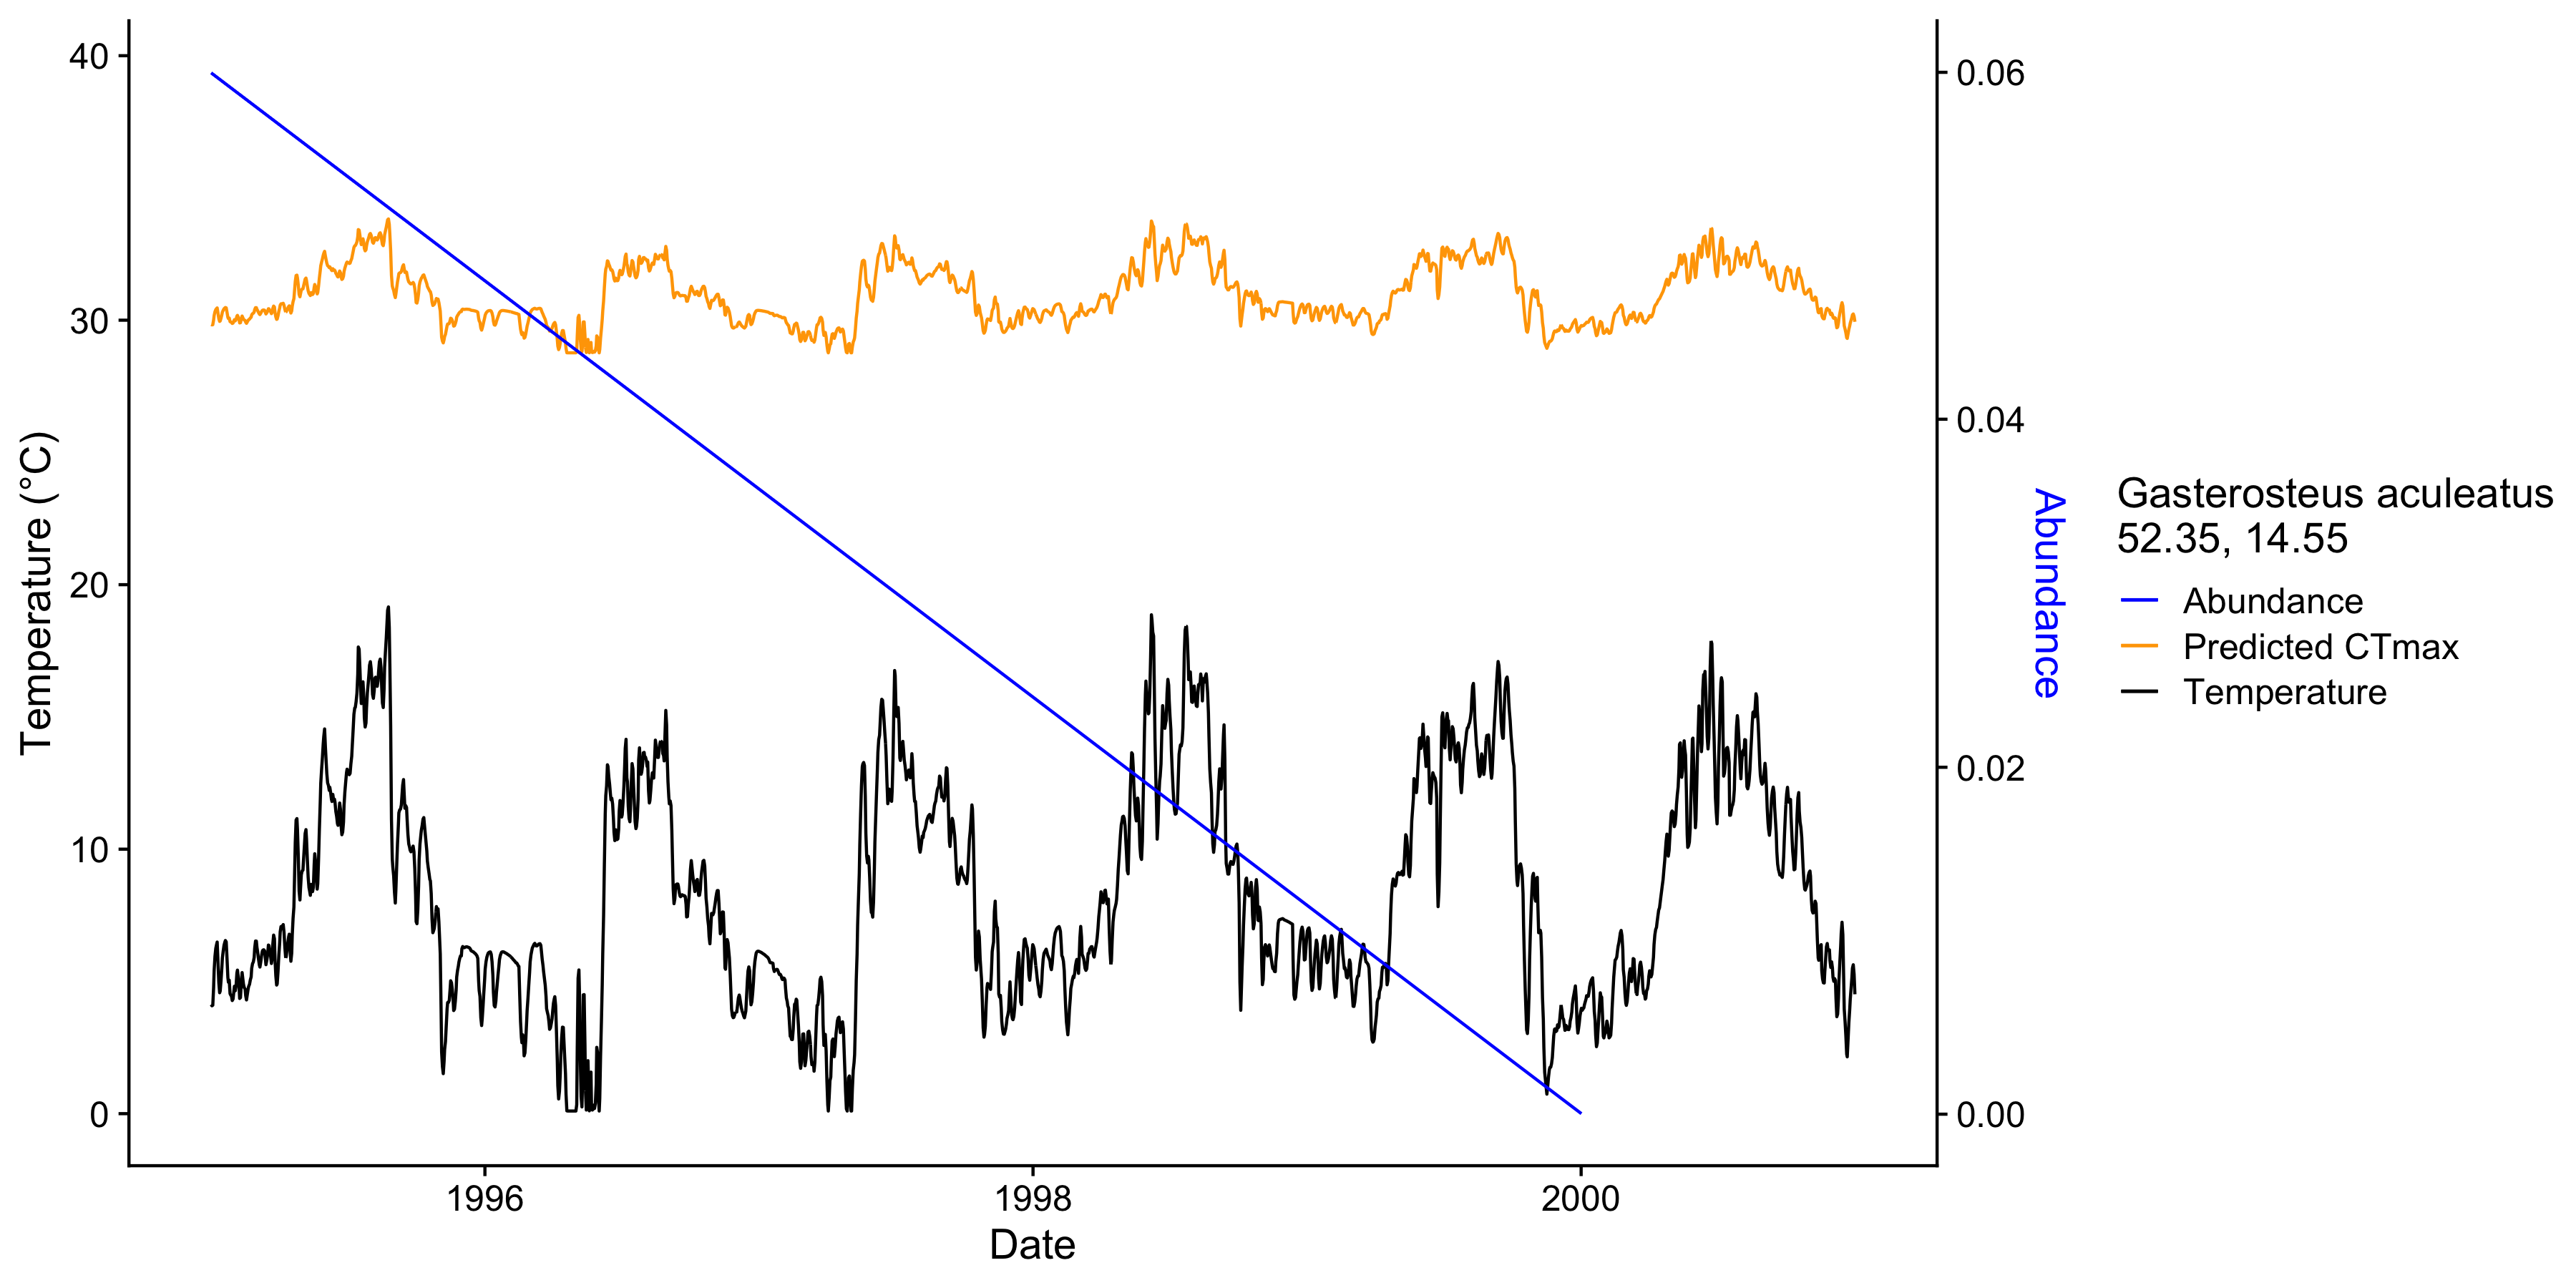 40
30
20
10
0
Temperature (°C)
1996
1998
2000
Date
0.06
0.04
0.02
0.00
Abundance
Gasterosteus aculeatus
52.35, 14.55
Abundance
Predicted CTmax
Temperature